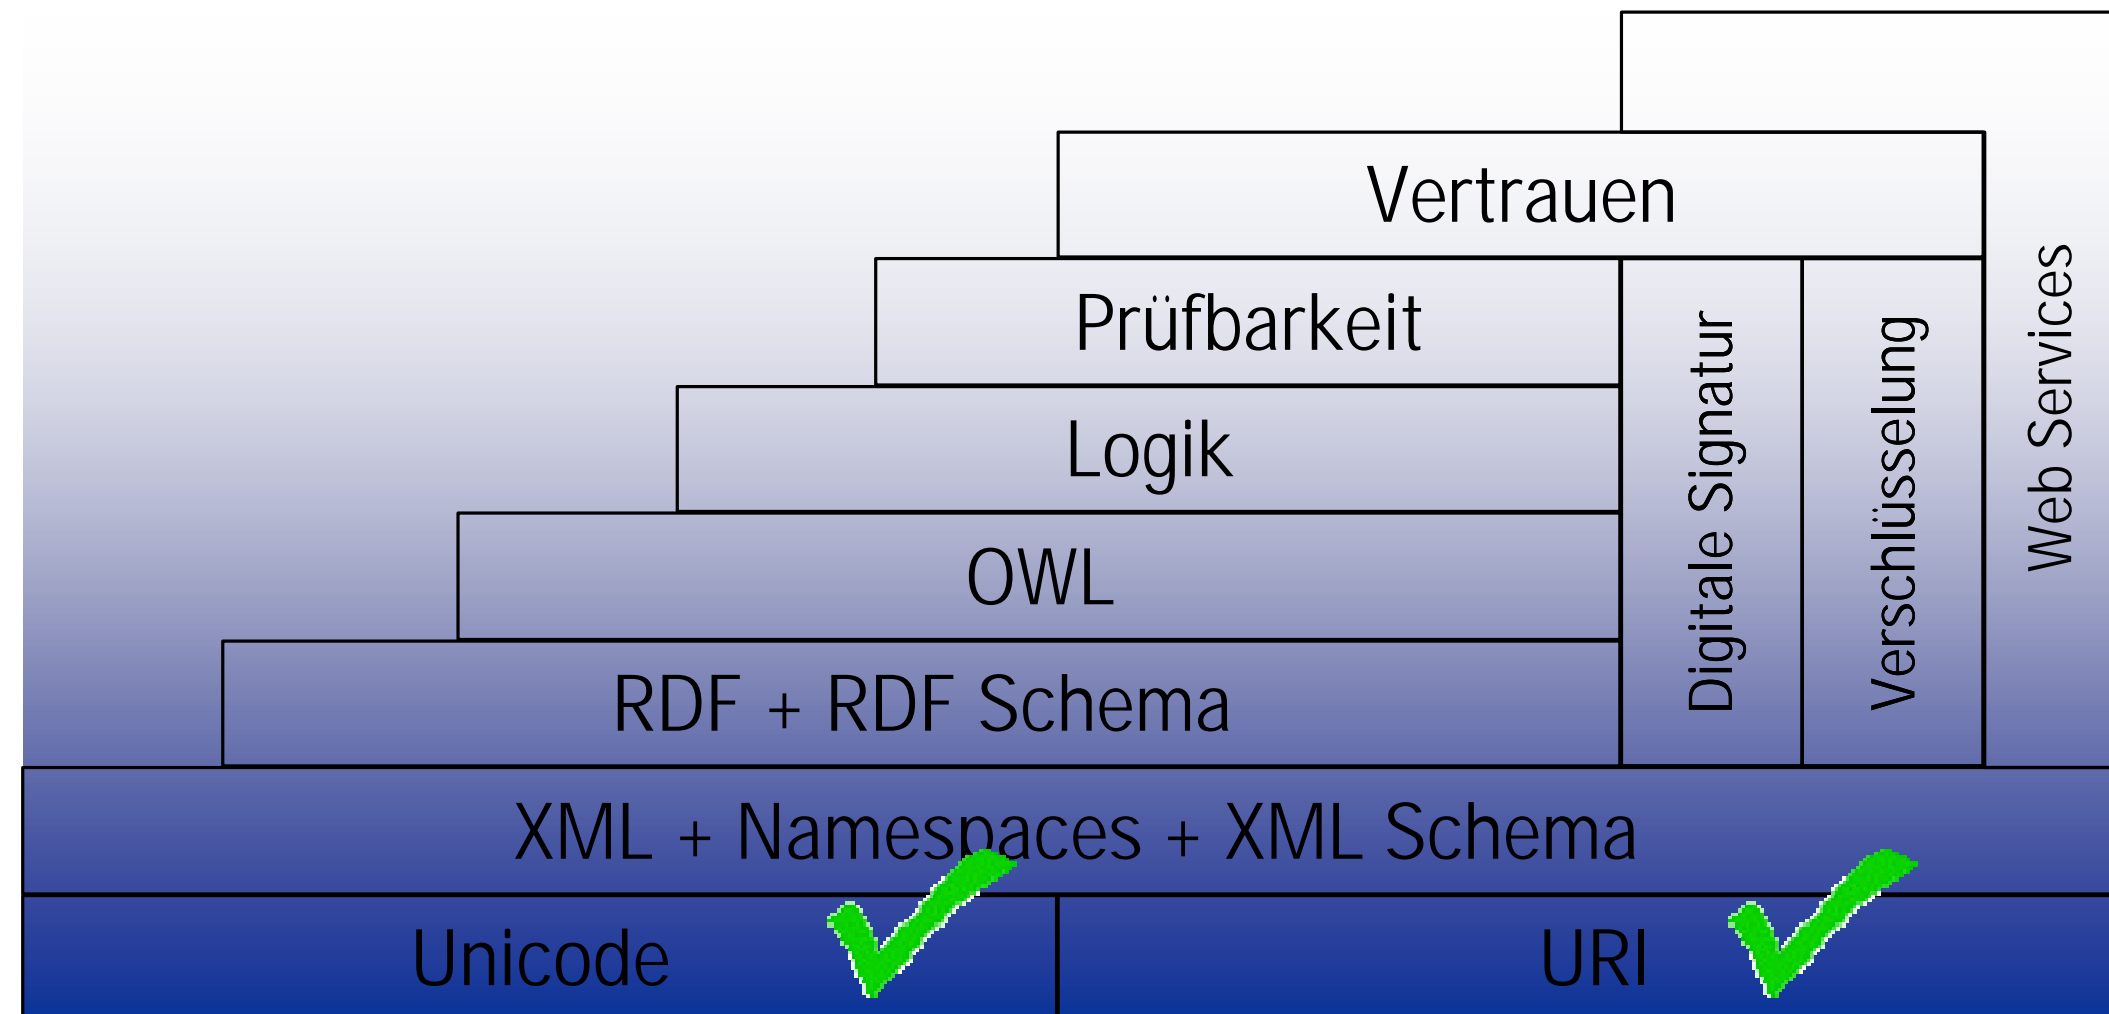 Vertrauen
Prüfbarkeit
Logik
OWL
RDF + RDF Schema
Digitale Signatur
Verschlüsselung
Web Services
XML + Namespaces + XML Schema
Unicode
URI